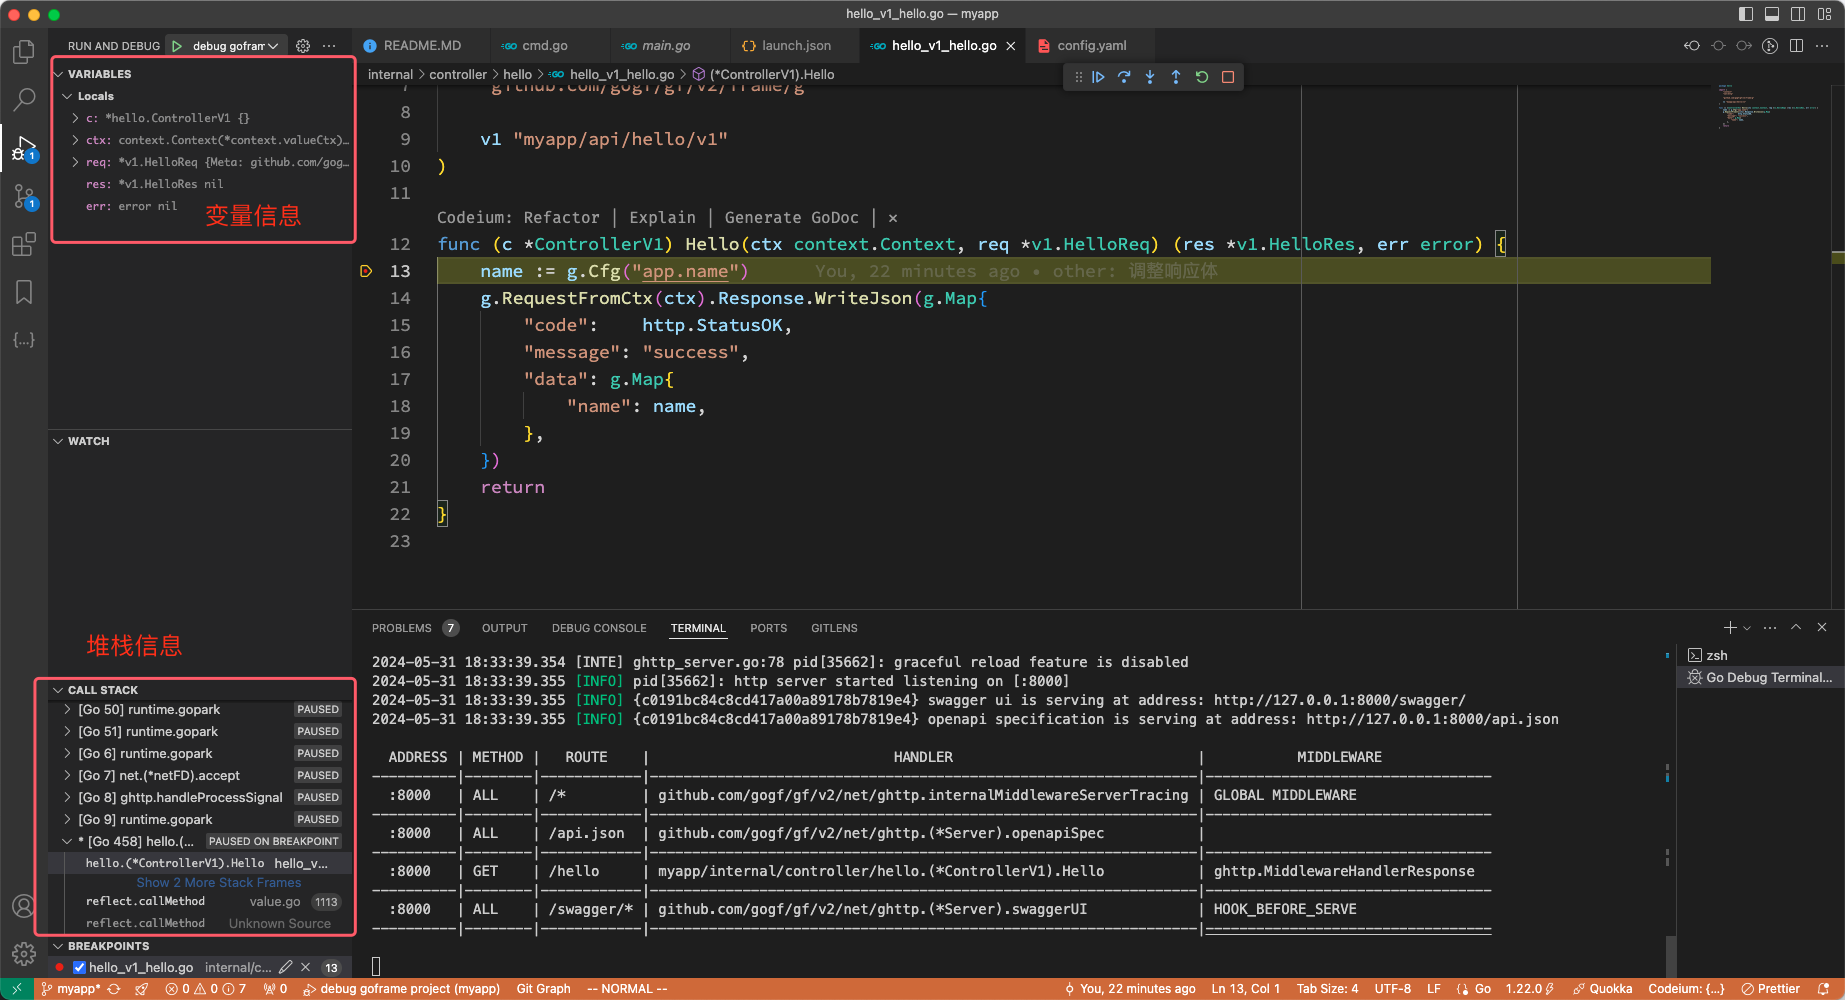 hello_v1_hello.go — myapp
RUN AND DEBUG debug gofram
README.MD cmd.go main.go launch.json hello_v1_hello.go config.yaml
internal > controller > hello > hello_v1_hello.go > (*ControllerV1).Hello
VARIABLES
Locals
c: *hello.ControllerV1 {}
ctx: context.Context(*context.valueCtx)...
req: *v1.HelloReq {Meta: github.com/gog...
res: *v1.HelloRes nil
err: error nil
变量信息
WATCH
堆栈信息
CALL STACK
[Go 50] runtime.gopark PAUSED
[Go 51] runtime.gopark PAUSED
[Go 6] runtime.gopark PAUSED
[Go 7] net.(*netFD).accept PAUSED
[Go 8] ghttp.handleProcessSignal PAUSED
[Go 9] runtime.gopark PAUSED
* [Go 458] hello.(... PAUSED ON BREAKPOINT
hello.(*ControllerV1).Hello hello_v...
Show 2 More Stack Frames
reflect.callMethod value.go 1113
reflect.callMethod Unknown Source
BREAKPOINTS
hello_v1_hello.go internal/c... 13
7 "github.com/gogf/gf/v2/frame/g"
8
9 v1 "myapp/api/hello/v1"
10 )
11
Codeium: Refactor | Explain | Generate GoDoc | ×
12 func (c *ControllerV1) Hello(ctx context.Context, req *v1.HelloReq) (res *v1.HelloRes, err error) {
13 name := g.Cfg("app.name") You, 22 minutes ago • other: 调整响应体
14 g.RequestFromCtx(ctx).Response.WriteJson(g.Map{
15 "code": http.StatusOK,
16 "message": "success",
17 "data": g.Map{
18 "name": name,
19 },
20 })
21 return
22 }
23
PROBLEMS 7 OUTPUT DEBUG CONSOLE TERMINAL PORTS GITLENS
2024-05-31 18:33:39.354 [INTE] ghttp_server.go:78 pid[35662]: graceful reload feature is disabled
2024-05-31 18:33:39.355 [INFO] pid[35662]: http server started listening on [:8000]
2024-05-31 18:33:39.355 [INFO] {c0191bc84c8cd417a00a89178b7819e4} swagger ui is serving at address: http://127.0.0.1:8000/swagger/
2024-05-31 18:33:39.355 [INFO] {c0191bc84c8cd417a00a89178b7819e4} openapi specification is serving at address: http://127.0.0.1:8000/api.json
ADDRESS | METHOD | ROUTE | HANDLER | MIDDLEWARE
:8000 | ALL | /* | github.com/gogf/gf/v2/net/ghttp.internalMiddlewareServerTracing | GLOBAL MIDDLEWARE
:8000 | ALL | /api.json | github.com/gogf/gf/v2/net/ghttp.(*Server).openapiSpec |
:8000 | GET | /hello | myapp/internal/controller/hello.(*ControllerV1).Hello | ghttp.MiddlewareHandlerResponse
:8000 | ALL | /swagger/* | github.com/gogf/gf/v2/net/ghttp.(*Server).swaggerUI | HOOK_BEFORE_SERVE
zsh
Go Debug Terminal...
myapp* 0 0 7 0 debug goframe project (myapp) Git Graph -- NORMAL -- You, 22 minutes ago Ln 13, Col 1 Tab Size: 4 UTF-8 LF Go 1.22.0 Quokka Codeium: {...} Prettier